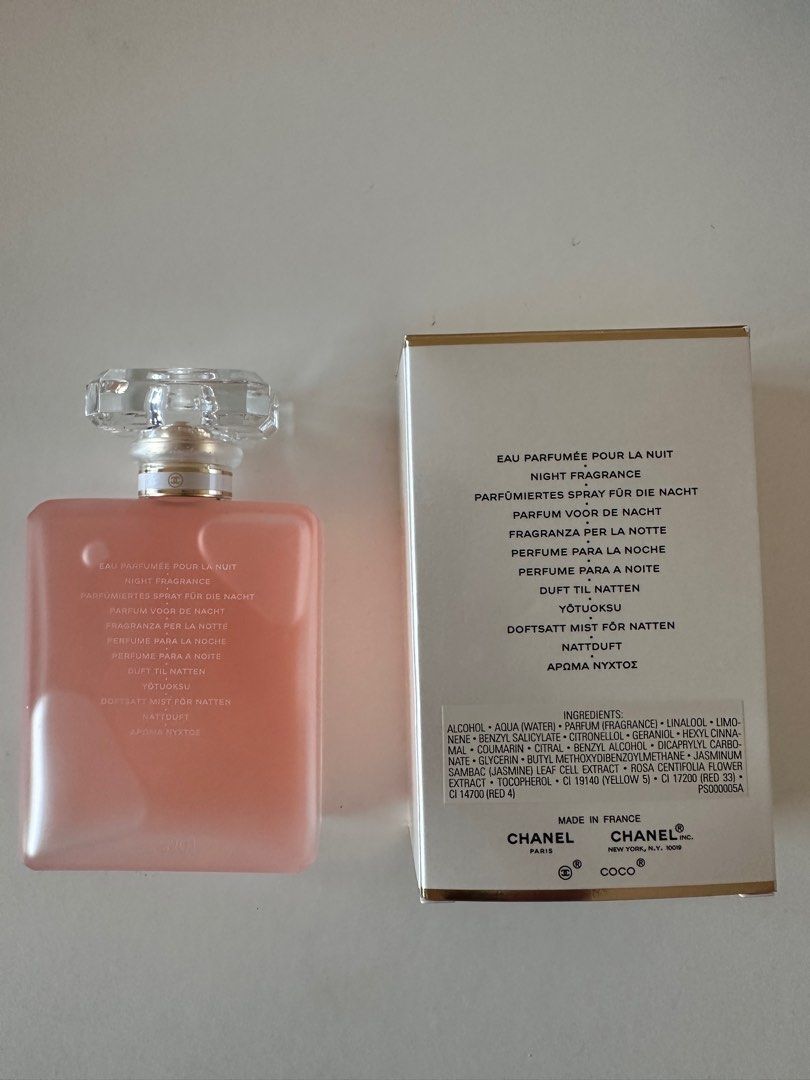 EAU PARFUMÉE POUR LA NUIT
NIGHT FRAGRANCE
PARFÜMIERTES SPRAY FÜR DIE NACHT
PARFUM VOOR DE NACHT
FRAGRANZA PER LA NOTTE
PERFUME PARA LA NOCHE
PERFUME PARA A NOITE
DUFT TIL NATTEN
YÖTUOKSU
DOFTSATT MIST FÖR NATTEN
NATTDUFT
ΑΡΩΜΑ ΝΥΧΤΟΣ
EAU PARFUMÉE POUR LA NUIT
NIGHT FRAGRANCE
PARFÜMIERTES SPRAY FÜR DIE NACHT
PARFUM VOOR DE NACHT
FRAGRANZA PER LA NOTTE
PERFUME PARA LA NOCHE
PERFUME PARA A NOITE
DUFT TIL NATTEN
YÖTUOKSU
DOFTSATT MIST FÖR NATTEN
NATTDUFT
ΑΡΩΜΑ ΝΥΧΤΟΣ
INGREDIENTS:
ALCOHOL • AQUA (WATER) • PARFUM (FRAGRANCE) • LINALOOL • LIMO-
NENE • BENZYL SALICYLATE • CITRONELLOL • GERANIOL • HEXYL CINNA-
MAL • COUMARIN • CITRAL • BENZYL ALCOHOL • DICAPRYLYL CARBO-
NATE • GLYCERIN • BUTYL METHOXYDIBENZOYLMETHANE • JASMINUM
SAMBAC (JASMINE) LEAF CELL EXTRACT • ROSA CENTIFOLIA FLOWER
EXTRACT • TOCOPHEROL • CI 19140 (YELLOW 5) • CI 17200 (RED 33) •
CI 14700 (RED 4) PS000005A
MADE IN FRANCE
CHANEL CHANEL® INC.
PARIS NEW YORK, N.Y. 10019
® COCO®